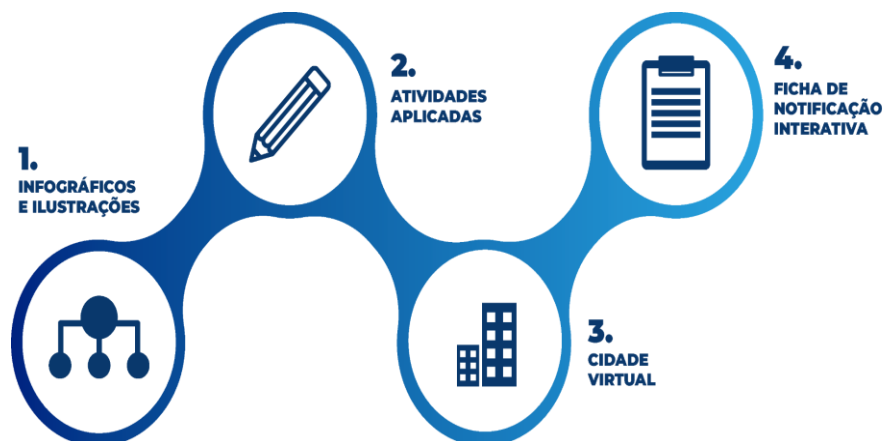 1.
INFOGRÁFICOS
E ILUSTRAÇÕES
2.
ATIVIDADES
APLICADAS
3.
CIDADE
VIRTUAL
4.
FICHA DE
NOTIFICAÇÃO
INTERATIVA